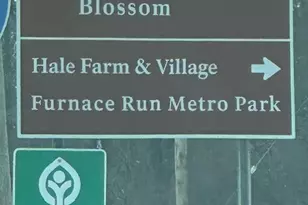 Blossom
Hale Farm & Village
Furnace Run Metro Park